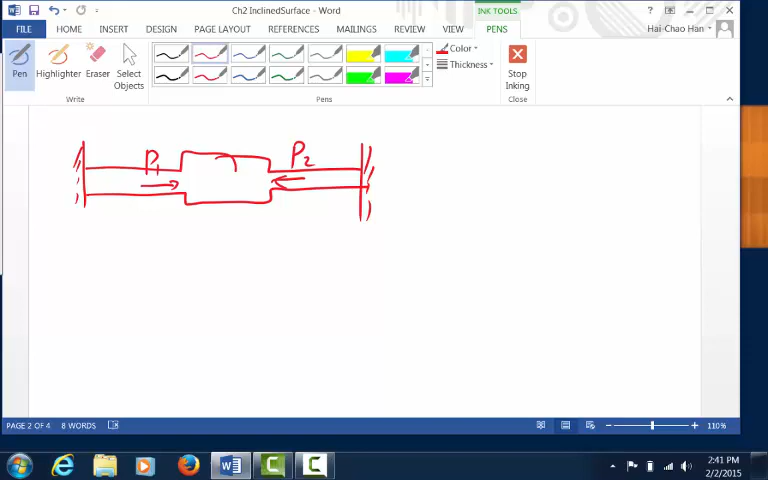 Ch2 InclinedSurface - Word
INK TOOLS
FILE HOME INSERT DESIGN PAGE LAYOUT REFERENCES MAILINGS REVIEW VIEW PENS
Hai-Chao Han
Pen Highlighter Eraser Select Objects
Color
Thickness
Stop Inking
Write Pens Close
P1 P2
PAGE 2 OF 4 8 WORDS 110%
2:41 PM
2/2/2015